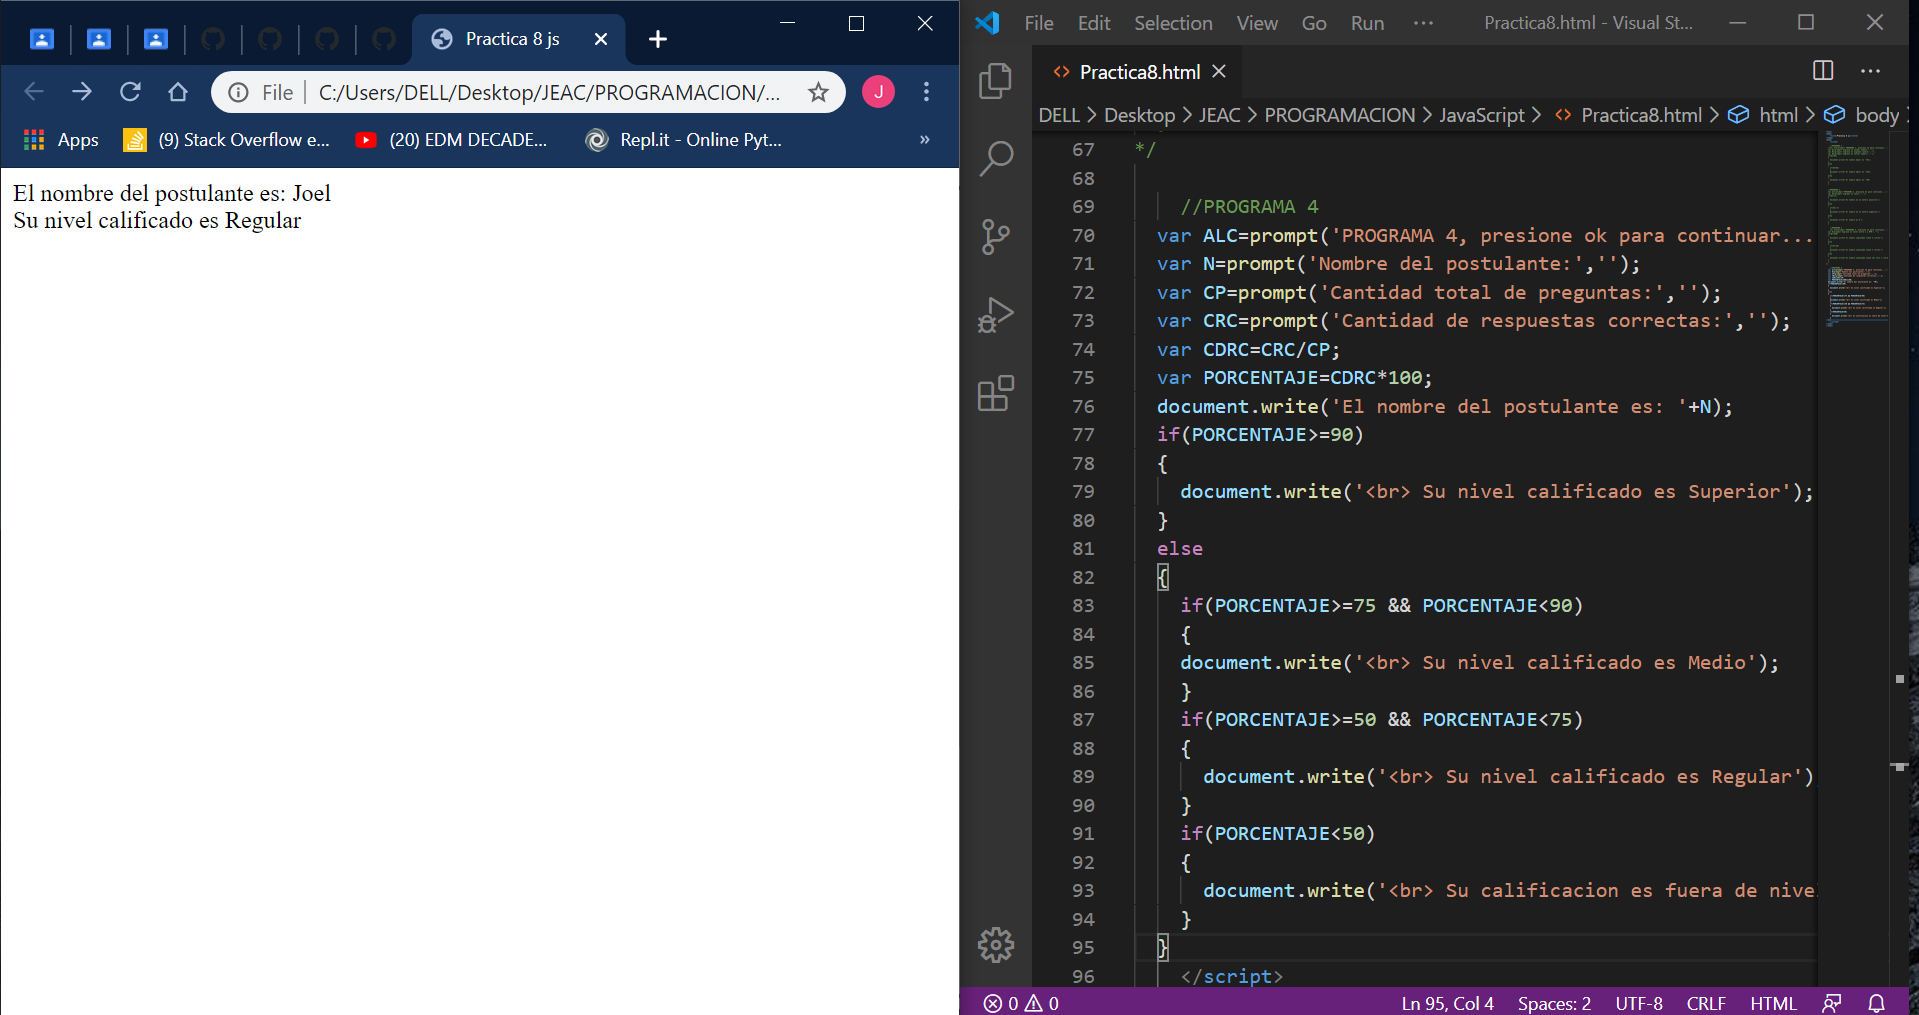 Practica 8 js
File
C:/Users/DELL/Desktop/JEAC/PROGRAMACION/...
J
Apps
(9) Stack Overflow e...
(20) EDM DECADE...
Repl.it - Online Pyt...
»
El nombre del postulante es: Joel
Su nivel calificado es Regular
File Edit Selection View Go Run ··· Practica8.html - Visual St...
<> Practica8.html
DELL > Desktop > JEAC > PROGRAMACION > JavaScript > <> Practica8.html > html > body
67 */
68
69 //PROGRAMA 4
70 var ALC=prompt('PROGRAMA 4, presione ok para continuar...
71 var N=prompt('Nombre del postulante:','');
72 var CP=prompt('Cantidad total de preguntas:','');
73 var CRC=prompt('Cantidad de respuestas correctas:','');
74 var CDRC=CRC/CP;
75 var PORCENTAJE=CDRC*100;
76 document.write('El nombre del postulante es: '+N);
77 if(PORCENTAJE>=90)
78 {
79 document.write('<br> Su nivel calificado es Superior');
80 }
81 else
82 {
83 if(PORCENTAJE>=75 && PORCENTAJE<90)
84 {
85 document.write('<br> Su nivel calificado es Medio');
86 }
87 if(PORCENTAJE>=50 && PORCENTAJE<75)
88 {
89 document.write('<br> Su nivel calificado es Regular')
90 }
91 if(PORCENTAJE<50)
92 {
93 document.write('<br> Su calificacion es fuera de nive
94 }
95 }
96 </script>
0 0 Ln 95, Col 4 Spaces: 2 UTF-8 CRLF HTML